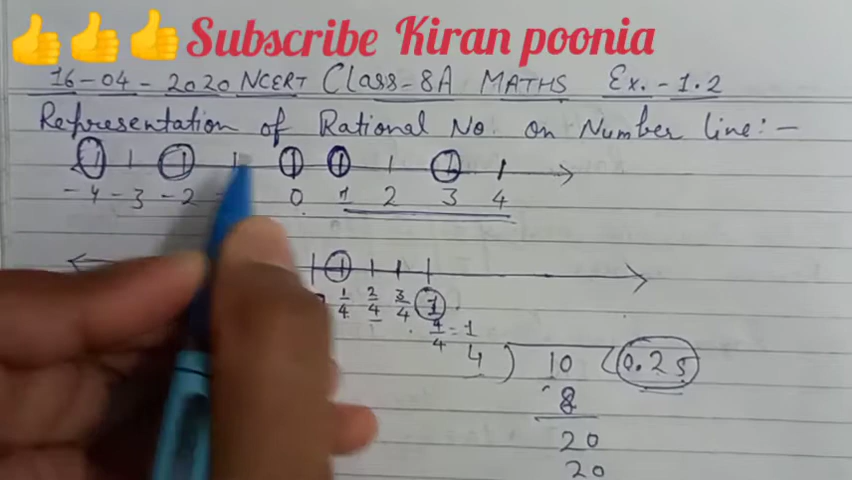 Subscribe Kiran poonia
16-04-2020 NCERT Class-8A MATHS Ex.-1.2
Representation of Rational No. on Number line:-
-4 -3 -2 - 0 1 2 3 4
1/4 2/4 3/4 1
4/4 = 1
4 ) 10 ( 0.25
8
20
20